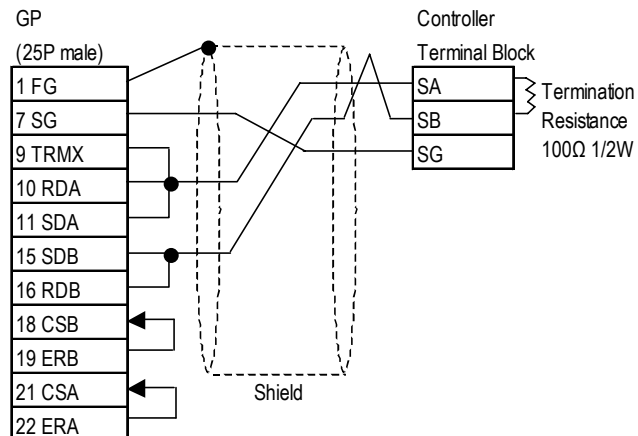 GP
(25P male)
1 FG
7 SG
9 TRMX
10 RDA
11 SDA
15 SDB
16 RDB
18 CSB
19 ERB
21 CSA
22 ERA
Shield
Controller
Terminal Block
SA
SB
SG
Termination
Resistance
100Ω 1/2W